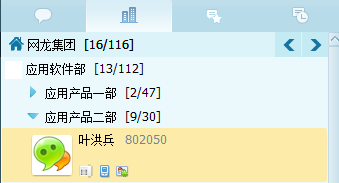 网龙集团 [16/116]
应用软件部 [13/112]
应用产品一部 [2/47]
应用产品二部 [9/30]
叶洪兵 802050